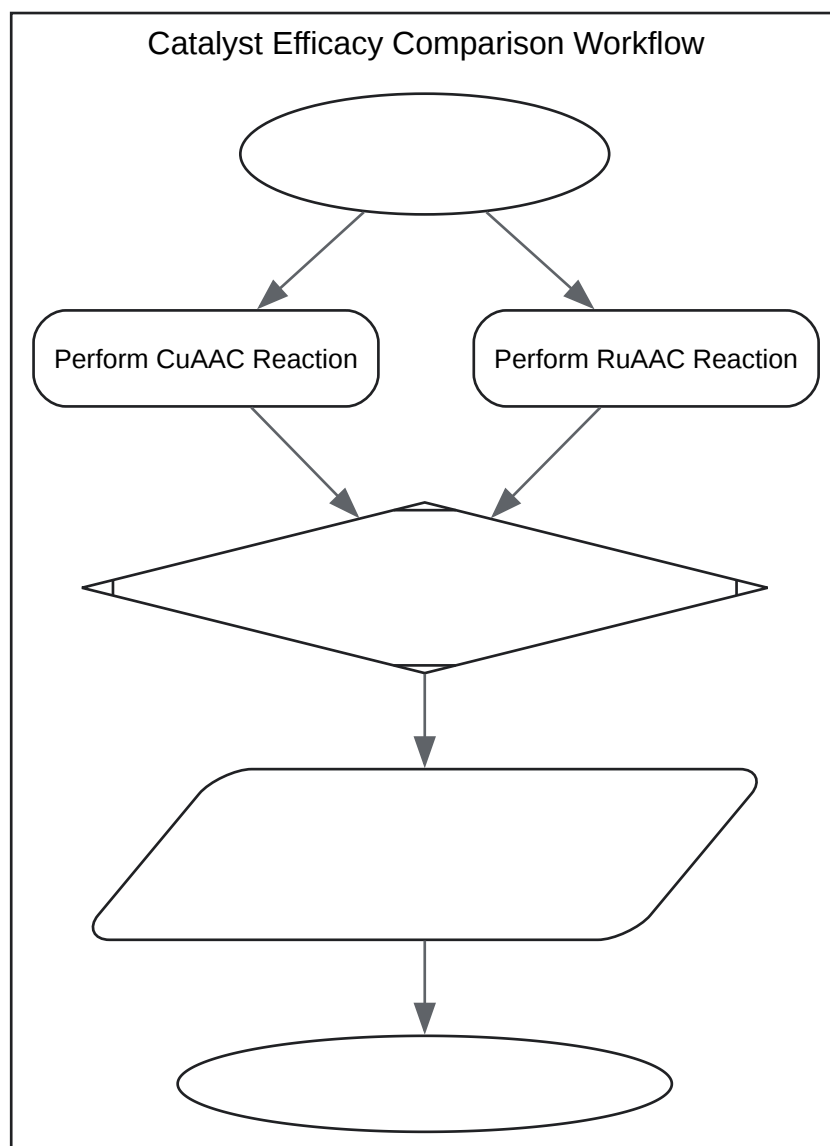 Catalyst Efficacy Comparison Workflow
Perform CuAAC Reaction
Perform RuAAC Reaction